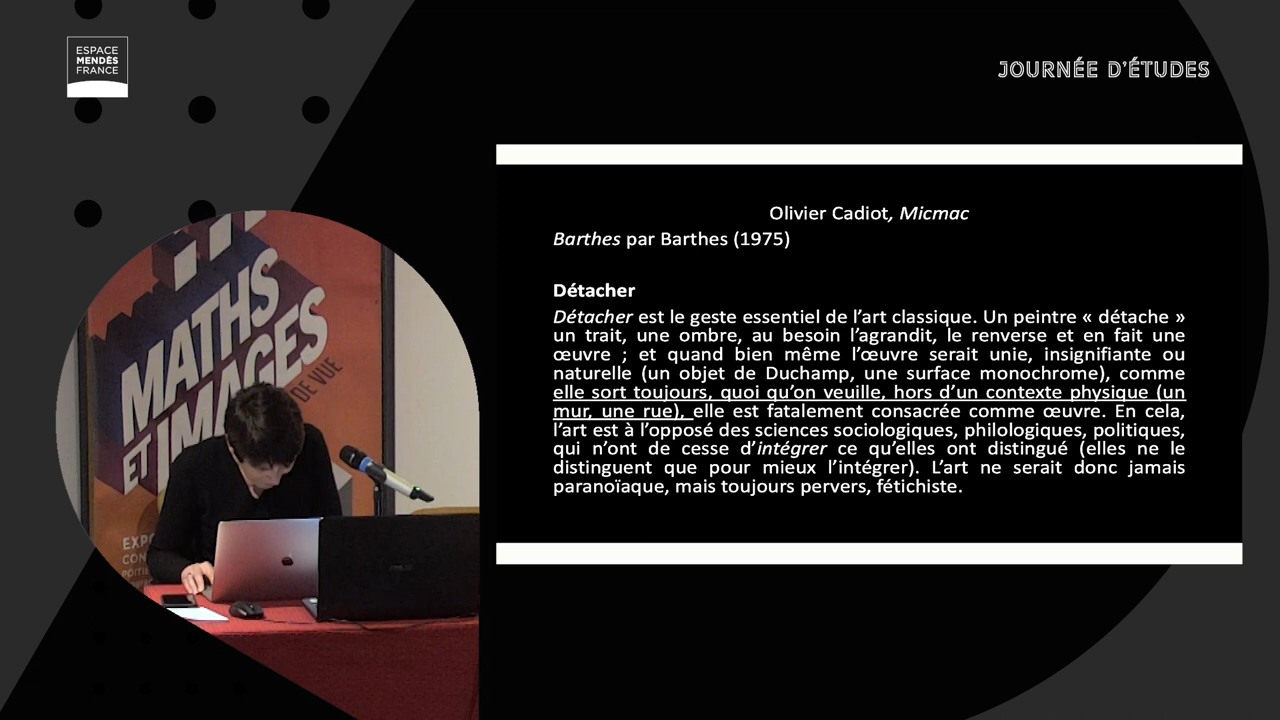 ESPACE
MENDÈS
FRANCE
JOURNÉE D'ÉTUDES
Olivier Cadiot, Micmac
Barthes par Barthes (1975)
Détacher
Détacher est le geste essentiel de l'art classique. Un peintre « détache »
un trait, une ombre, au besoin l'agrandit, le renverse et en fait une
œuvre ; et quand bien même l'œuvre serait unie, insignifiante ou
naturelle (un objet de Duchamp, une surface monochrome), comme
elle sort toujours, quoi qu'on veuille, hors d'un contexte physique (un
mur, une rue), elle est fatalement consacrée comme œuvre. En cela,
l'art est à l'opposé des sciences sociologiques, philologiques, politiques,
qui n'ont de cesse d'intégrer ce qu'elles ont distingué (elles ne le
distinguent que pour mieux l'intégrer). L'art ne serait donc jamais
paranoïaque, mais toujours pervers, fétichiste.
MATHS
ET IMAGES
DE VUE